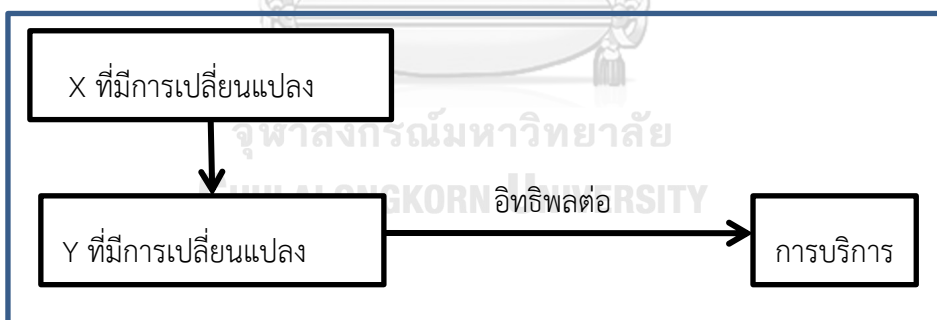 X ที่มีการเปลี่ยนแปลง
จุฬาลงกรณ์มหาวิทยาลัย
CHULALONGKORN UNIVERSITY
อิทธิพลต่อ
Y ที่มีการเปลี่ยนแปลง
การบริการ